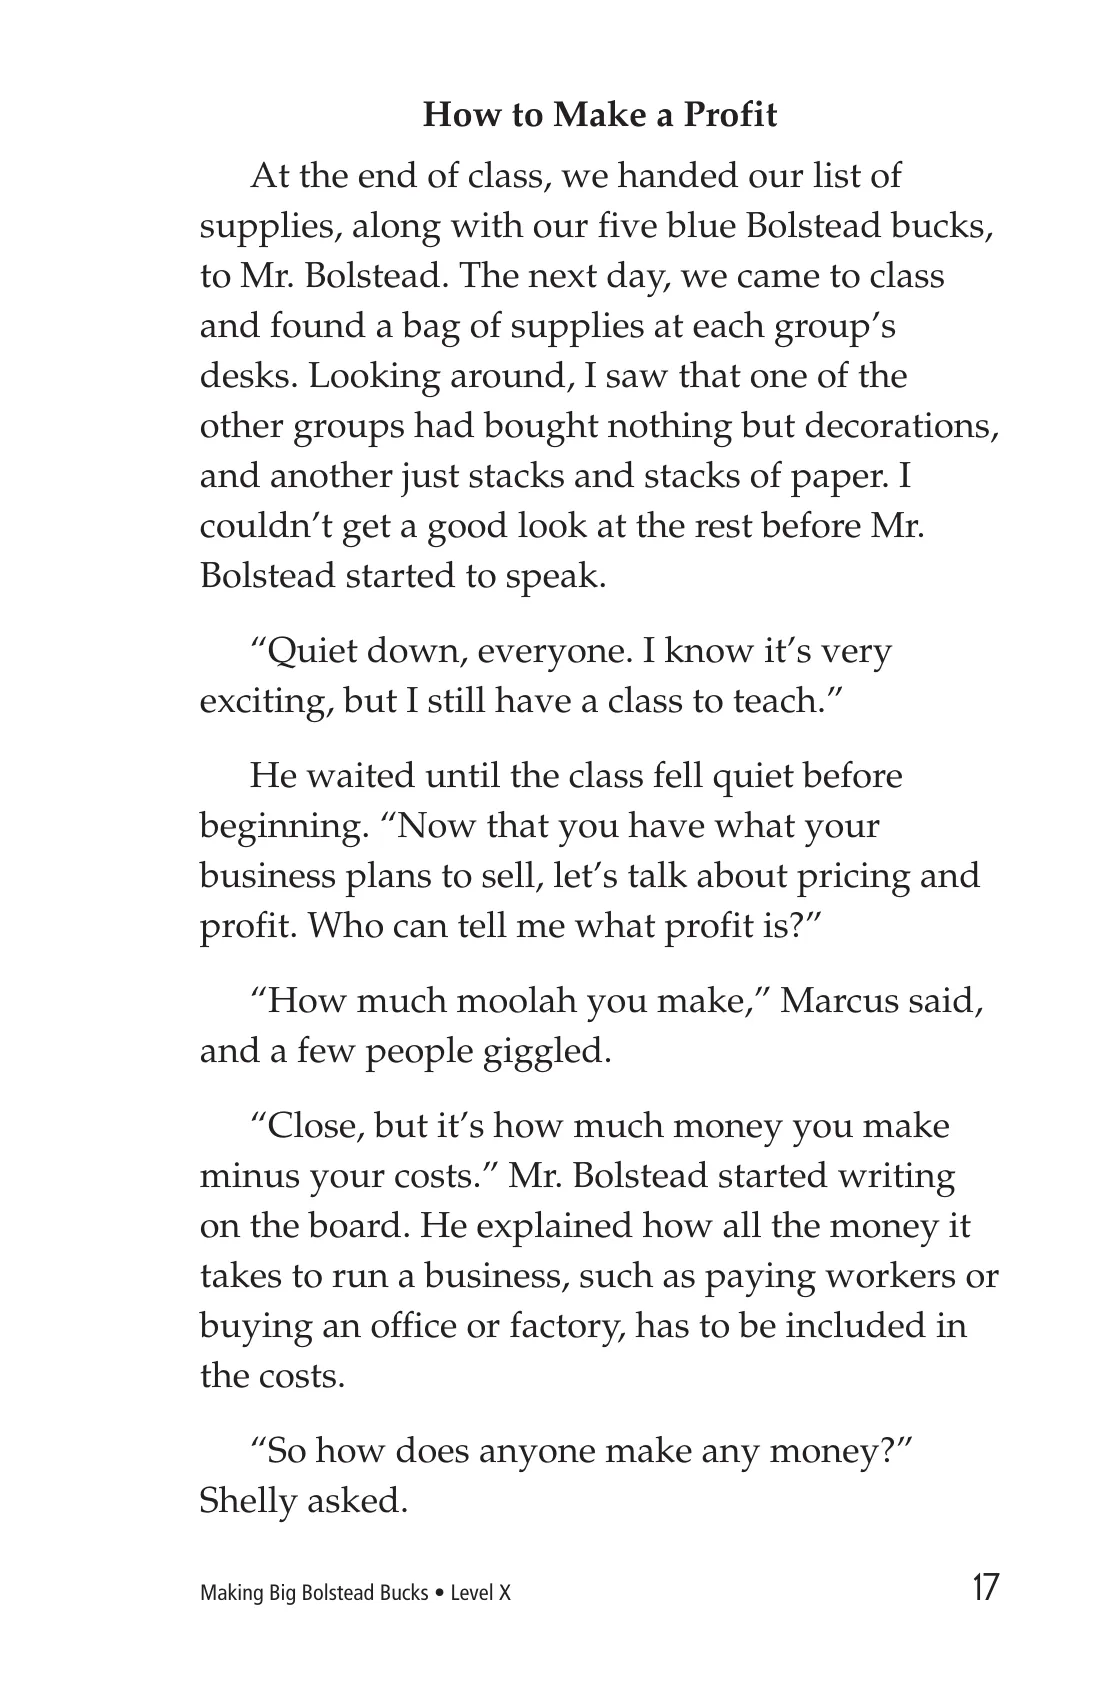 How to Make a Profit
At the end of class, we handed our list of
supplies, along with our five blue Bolstead bucks,
to Mr. Bolstead. The next day, we came to class
and found a bag of supplies at each group’s
desks. Looking around, I saw that one of the
other groups had bought nothing but decorations,
and another just stacks and stacks of paper. I
couldn’t get a good look at the rest before Mr.
Bolstead started to speak.
“Quiet down, everyone. I know it’s very
exciting, but I still have a class to teach.”
He waited until the class fell quiet before
beginning. “Now that you have what your
business plans to sell, let’s talk about pricing and
profit. Who can tell me what profit is?”
“How much moolah you make,” Marcus said,
and a few people giggled.
“Close, but it’s how much money you make
minus your costs.” Mr. Bolstead started writing
on the board. He explained how all the money it
takes to run a business, such as paying workers or
buying an office or factory, has to be included in
the costs.
“So how does anyone make any money?”
Shelly asked.
Making Big Bolstead Bucks • Level X 17